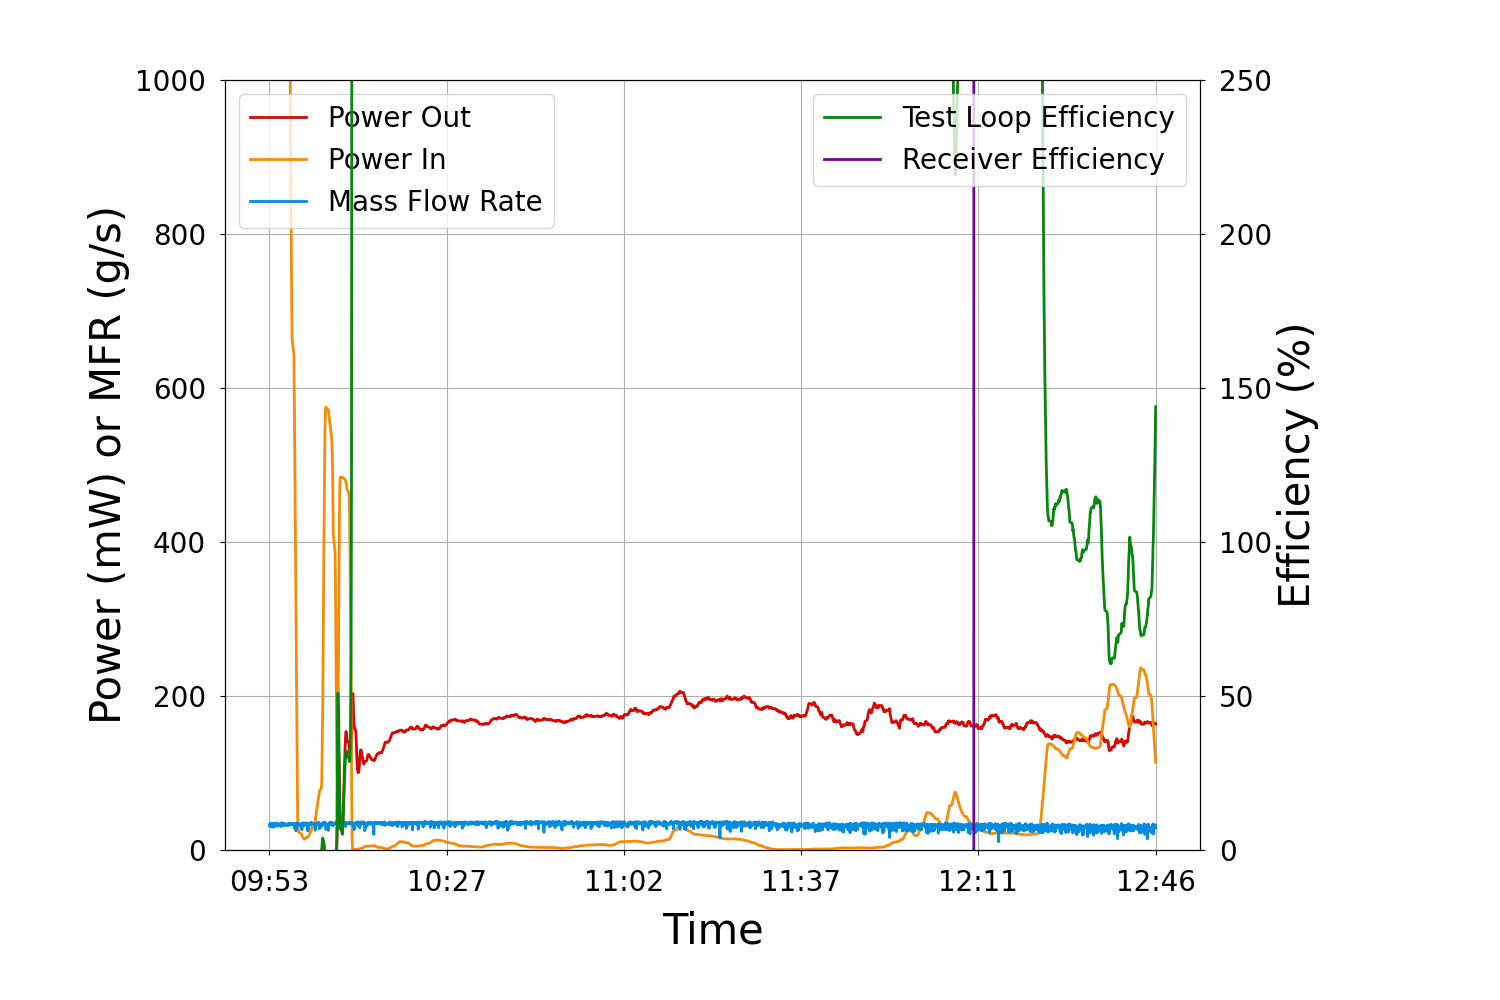 1000
800
600
400
200
0
Power (mW) or MFR (g/s)
Power Out
Power In
Mass Flow Rate
Test Loop Efficiency
Receiver Efficiency
250
200
150
100
50
0
Efficiency (%)
09:53 10:27 11:02 11:37 12:11 12:46
Time